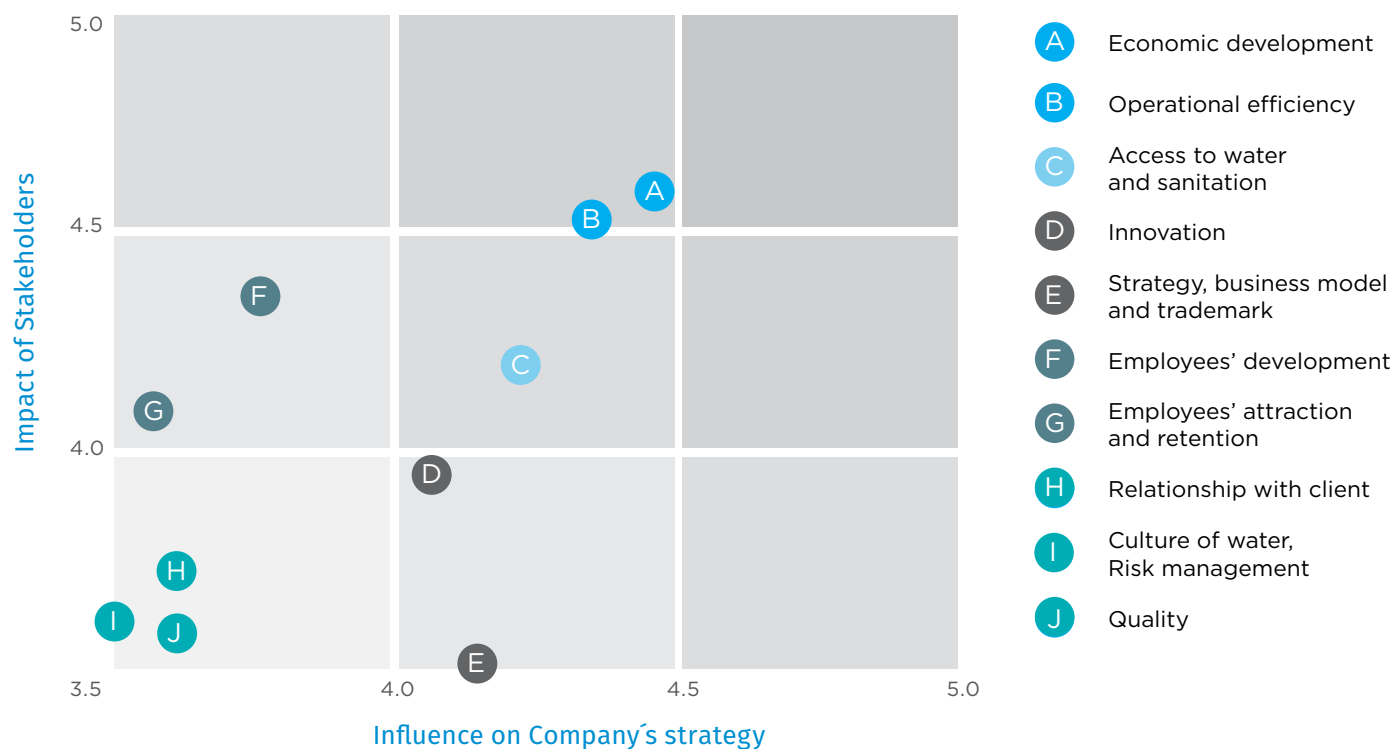 5.0
4.5
4.0
3.5
4.0
4.5
5.0
Impact of Stakeholders
Influence on Company´s strategy
A
B
C
D
E
F
G
H
I
J
A Economic development
B Operational efficiency
C Access to water
and sanitation
D Innovation
E Strategy, business model
and trademark
F Employees’ development
G Employees’ attraction
and retention
H Relationship with client
I Culture of water,
Risk management
J Quality